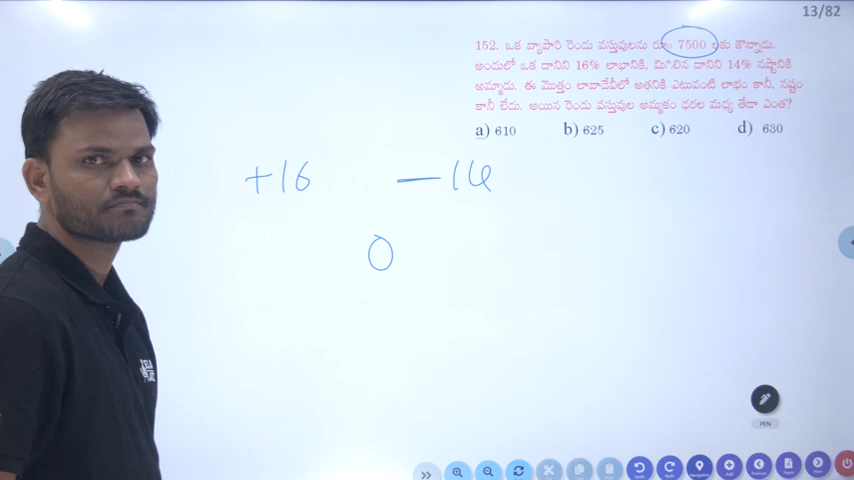 13/82
152. ఒక వ్యాపారి రెండు వస్తువులను రూ॥ 7500 లకు కొన్నాడు.
అందులో ఒక దానిని 16% లాభానికి, మిగిలిన దానిని 14% నష్టానికి
అమ్మాడు. ఈ మొత్తం లావాదేవీలో అతనికి ఎటువంటి లాభం కానీ, నష్టం
కానీ లేదు. అయిన రెండు వస్తువుల అమ్మకం ధరల మధ్య తేడా ఎంత?
a) 610 b) 625 c) 620 d) 630
+16 —14
0
PEN